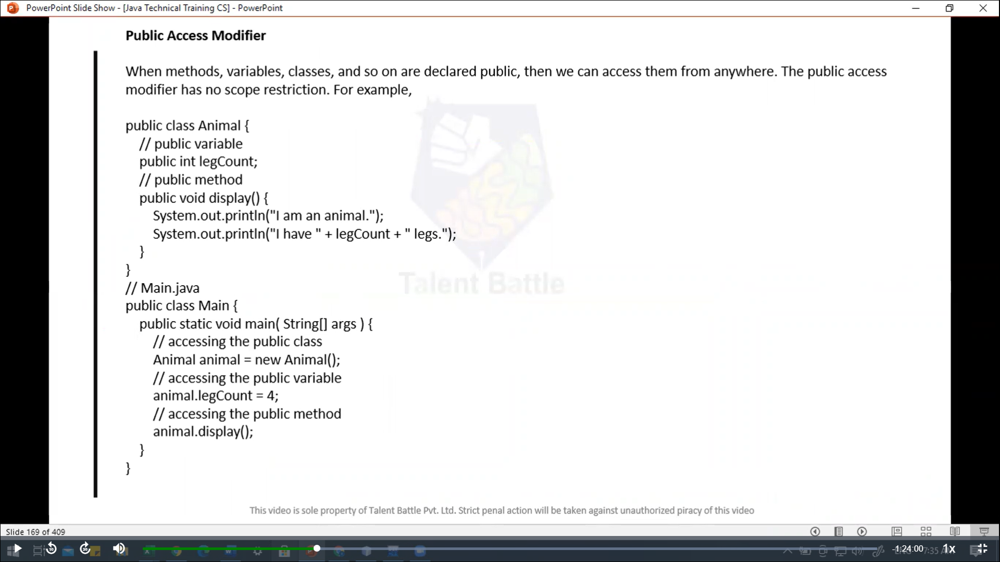 PowerPoint Slide Show - [Java Technical Training CS] - PowerPoint
Public Access Modifier
When methods, variables, classes, and so on are declared public, then we can access them from anywhere. The public access
modifier has no scope restriction. For example,
public class Animal {
// public variable
public int legCount;
// public method
public void display() {
System.out.println("I am an animal.");
System.out.println("I have " + legCount + " legs.");
}
}
// Main.java
public class Main {
public static void main( String[] args ) {
// accessing the public class
Animal animal = new Animal();
// accessing the public variable
animal.legCount = 4;
// accessing the public method
animal.display();
}
}
Talent Battle
This video is sole property of Talent Battle Pvt. Ltd. Strict penal action will be taken against unauthorized piracy of this video
Slide 169 of 409
10 30 -1:24:00 1x